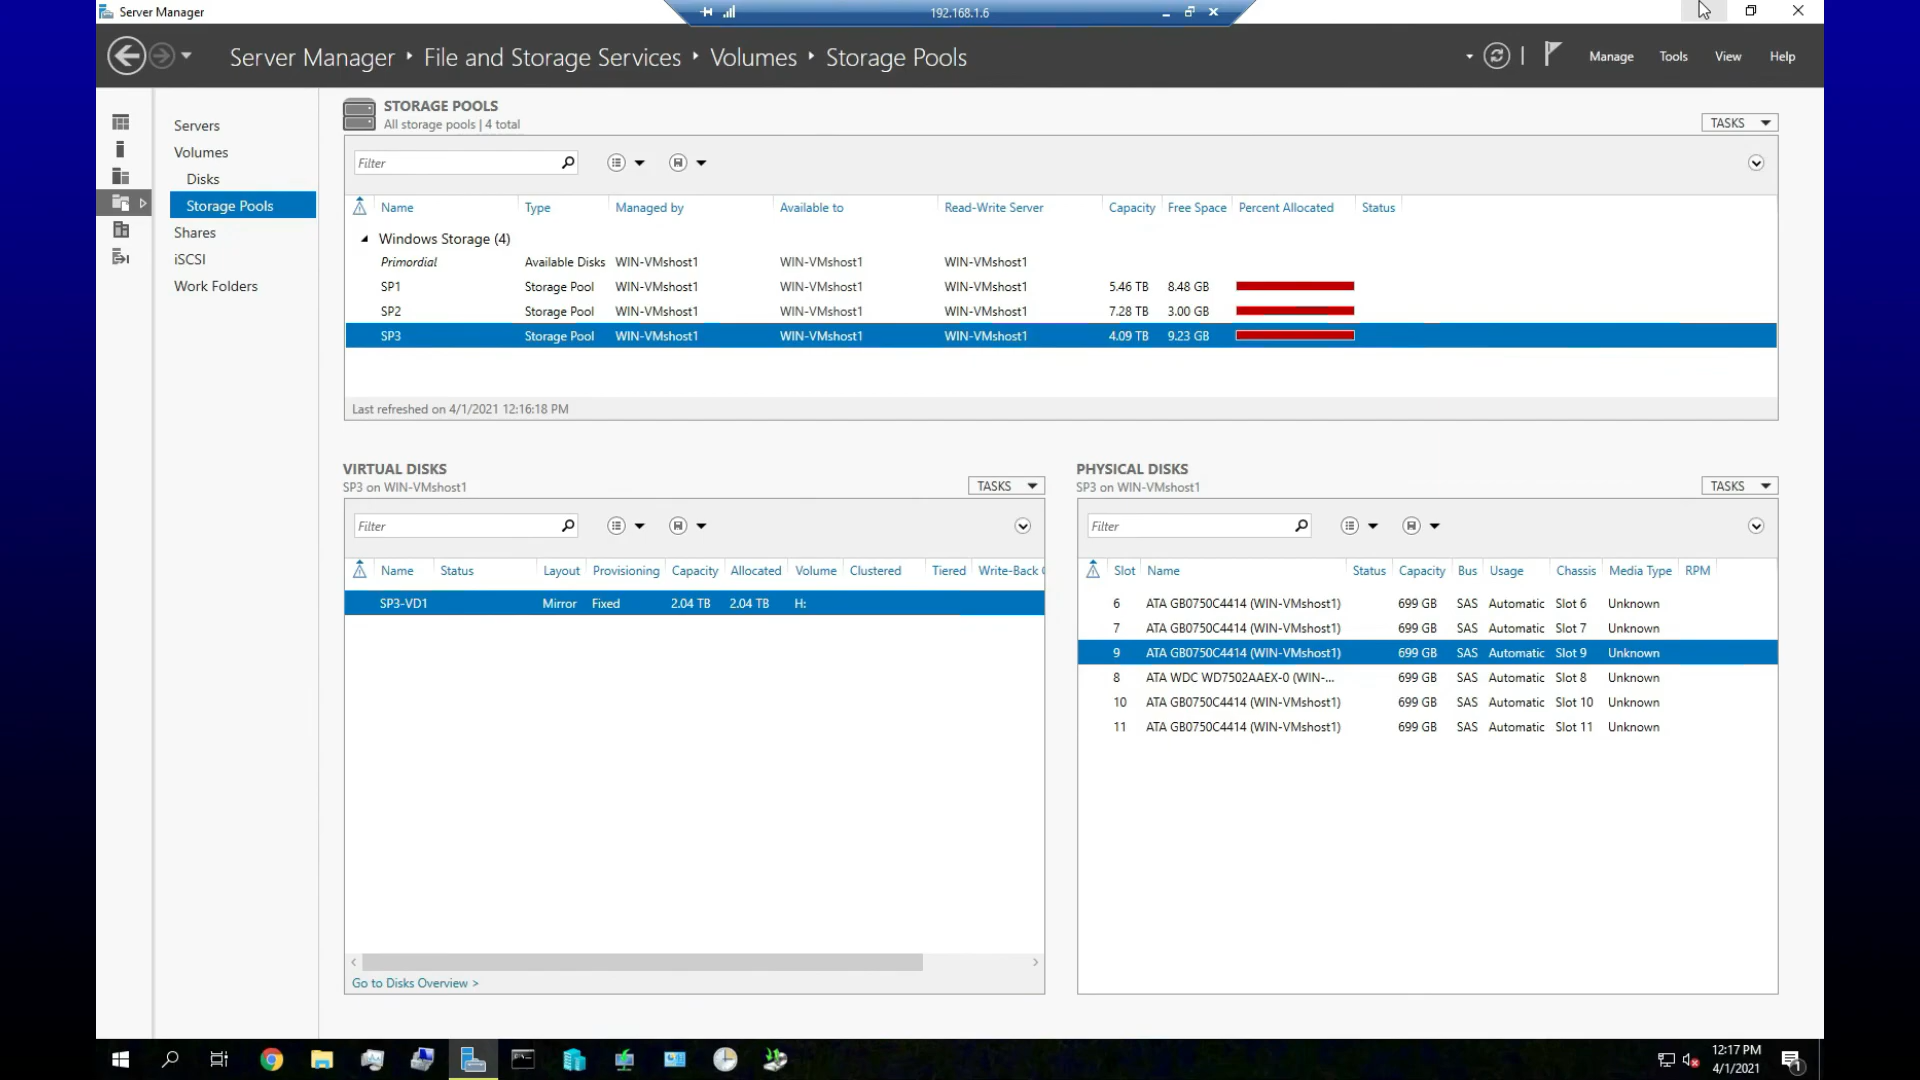 Server Manager
192.168.1.6
Server Manager ‣ File and Storage Services ‣ Volumes ‣ Storage Pools
Manage Tools View Help
Servers
Volumes
Disks
Storage Pools
Shares
iSCSI
Work Folders
STORAGE POOLS
All storage pools | 4 total
TASKS
Filter
Name Type Managed by Available to Read-Write Server Capacity Free Space Percent Allocated Status
Windows Storage (4)
Primordial Available Disks WIN-VMshost1 WIN-VMshost1 WIN-VMshost1
SP1 Storage Pool WIN-VMshost1 WIN-VMshost1 WIN-VMshost1 5.46 TB 8.48 GB
SP2 Storage Pool WIN-VMshost1 WIN-VMshost1 WIN-VMshost1 7.28 TB 3.00 GB
SP3 Storage Pool WIN-VMshost1 WIN-VMshost1 WIN-VMshost1 4.09 TB 9.23 GB
Last refreshed on 4/1/2021 12:16:18 PM
VIRTUAL DISKS
SP3 on WIN-VMshost1
TASKS
Filter
Name Status Layout Provisioning Capacity Allocated Volume Clustered Tiered Write-Back
SP3-VD1 Mirror Fixed 2.04 TB 2.04 TB H:
Go to Disks Overview >
PHYSICAL DISKS
SP3 on WIN-VMshost1
TASKS
Filter
Slot Name Status Capacity Bus Usage Chassis Media Type RPM
6 ATA GB0750C4414 (WIN-VMshost1) 699 GB SAS Automatic Slot 6 Unknown
7 ATA GB0750C4414 (WIN-VMshost1) 699 GB SAS Automatic Slot 7 Unknown
9 ATA GB0750C4414 (WIN-VMshost1) 699 GB SAS Automatic Slot 9 Unknown
8 ATA WDC WD7502AAEX-0 (WIN-... 699 GB SAS Automatic Slot 8 Unknown
10 ATA GB0750C4414 (WIN-VMshost1) 699 GB SAS Automatic Slot 10 Unknown
11 ATA GB0750C4414 (WIN-VMshost1) 699 GB SAS Automatic Slot 11 Unknown
12:17 PM
4/1/2021
1